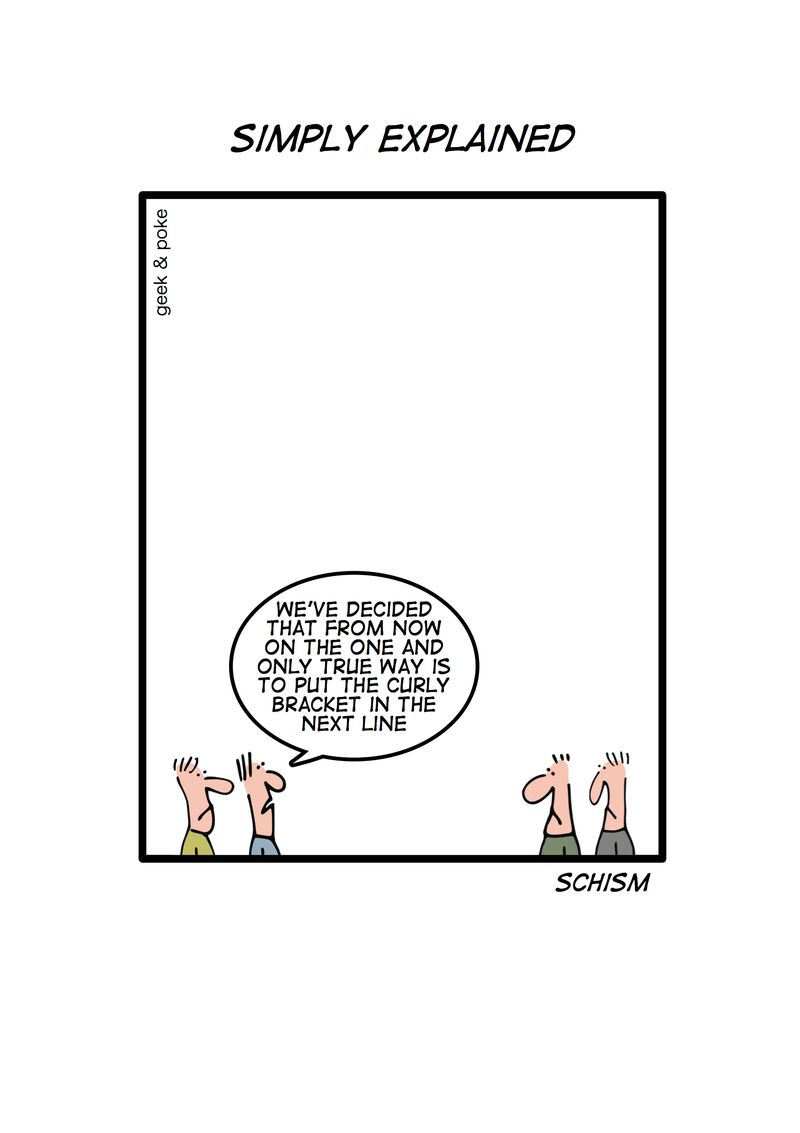 SIMPLY EXPLAINED
geek & poke
WE'VE DECIDED
THAT FROM NOW
ON THE ONE AND
ONLY TRUE WAY IS
TO PUT THE CURLY
BRACKET IN THE
NEXT LINE
SCHISM